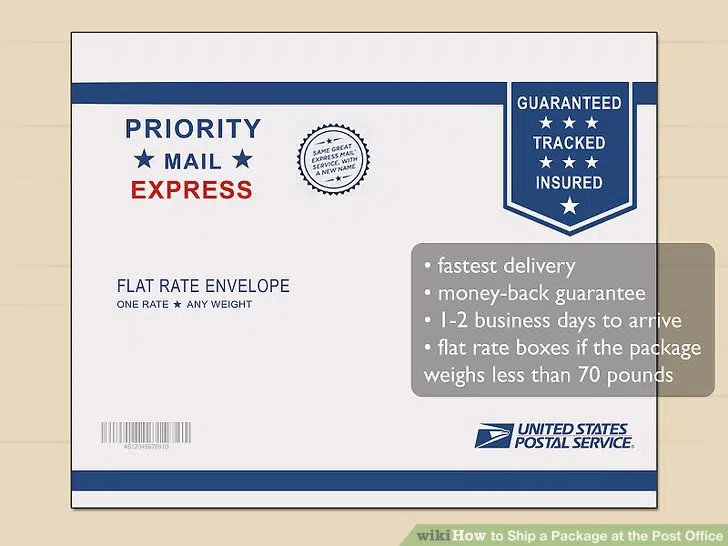 PRIORITY
★ MAIL ★
EXPRESS
SAME GREAT
EXPRESS MAIL
SERVICE, WITH
A NEW NAME
GUARANTEED
★ ★ ★
TRACKED
★ ★ ★
INSURED
★
FLAT RATE ENVELOPE
ONE RATE ★ ANY WEIGHT
• fastest delivery
• money-back guarantee
• 1-2 business days to arrive
• flat rate boxes if the package
weighs less than 70 pounds
AB12345678910
UNITED STATES
POSTAL SERVICE®
wikiHow to Ship a Package at the Post Office